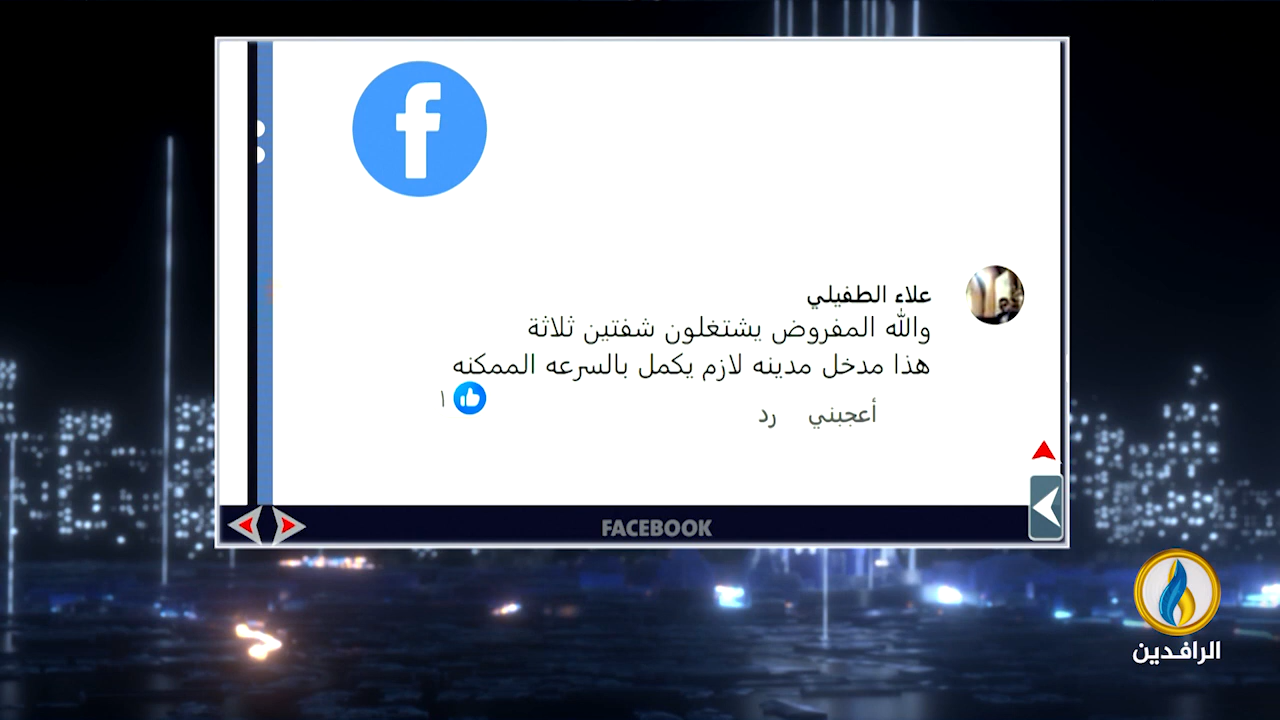 علاء الطفيلي
والله المفروض يشتغلون شفتين ثلاثة
هذا مدخل مدينه لازم يكمل بالسرعه الممكنه
١
أعجبني رد
FACEBOOK
الرافدين